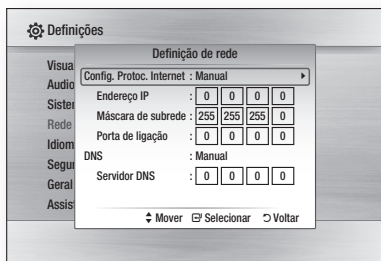 Definições
Definição de rede
Visua
Config. Protoc. Internet : Manual
Audio
Endereço IP : 0 0 0 0
Sister
Máscara de subrede : 255 255 255 0
Rede
Porta de ligação : 0 0 0 0
Idiom
DNS : Manual
Segur
Servidor DNS : 0 0 0 0
Geral
Assis
Mover Selecionar Voltar